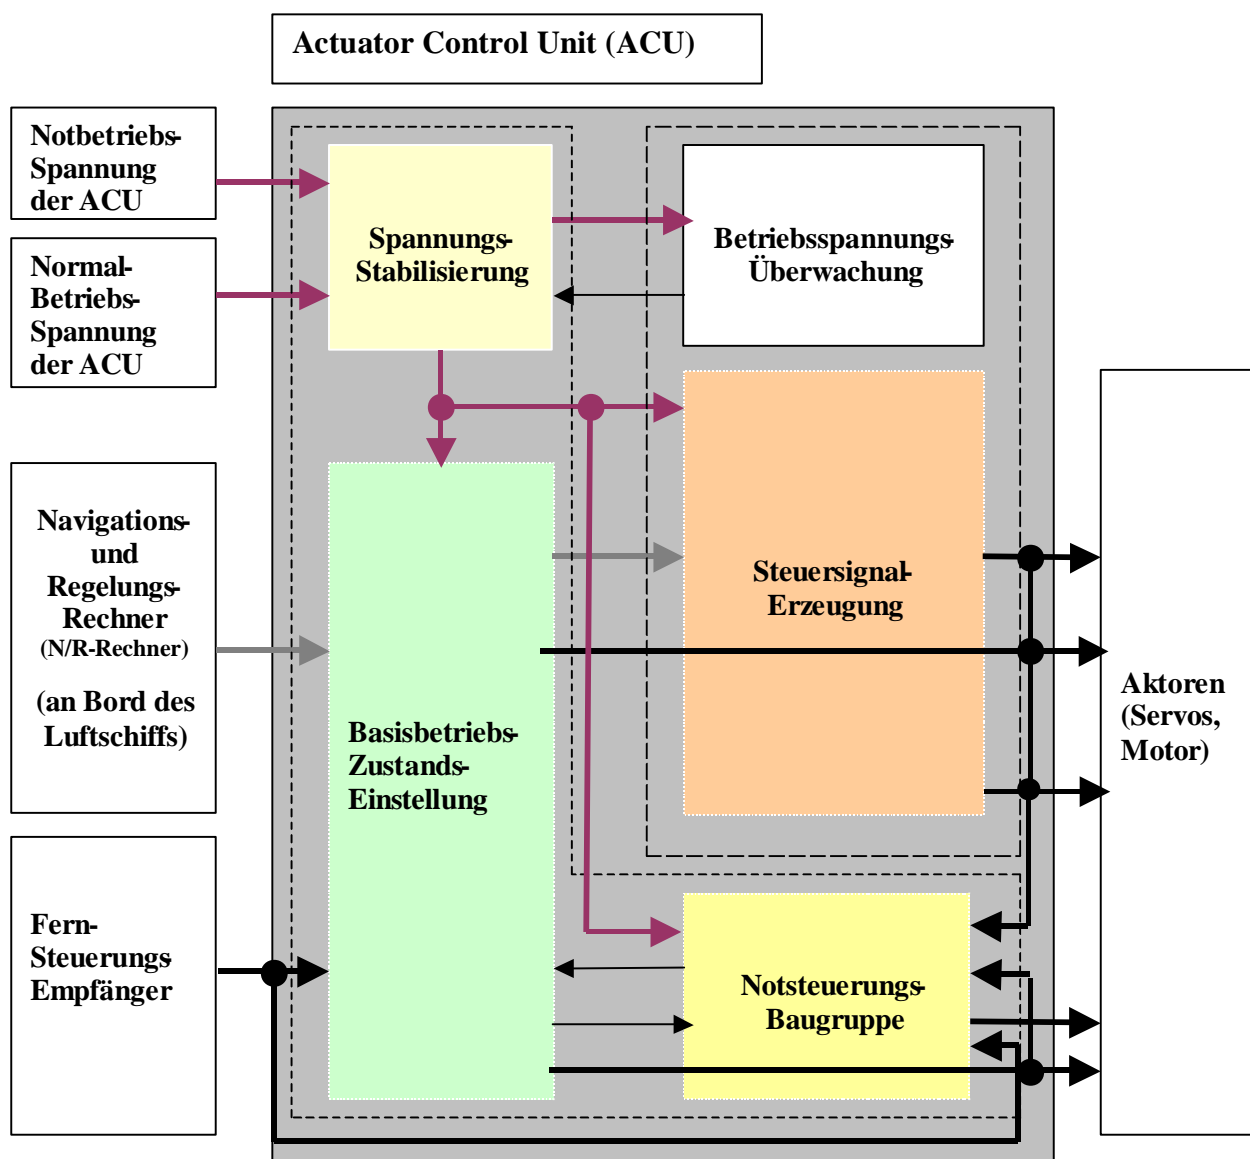 Actuator Control Unit (ACU)
Notbetriebs-
Spannung
der ACU
Normal-
Betriebs-
Spannung
der ACU
Spannungs-
Stabilisierung
Betriebsspannungs-
Überwachung
Navigations-
und
Regelungs-
Rechner
(N/R-Rechner)
(an Bord des
Luftschiffs)
Steuersignal-
Erzeugung
Basisbetriebs-
Zustands-
Einstellung
Aktoren
(Servos,
Motor)
Fern-
Steuerungs-
Empfänger
Notsteuerungs-
Baugruppe